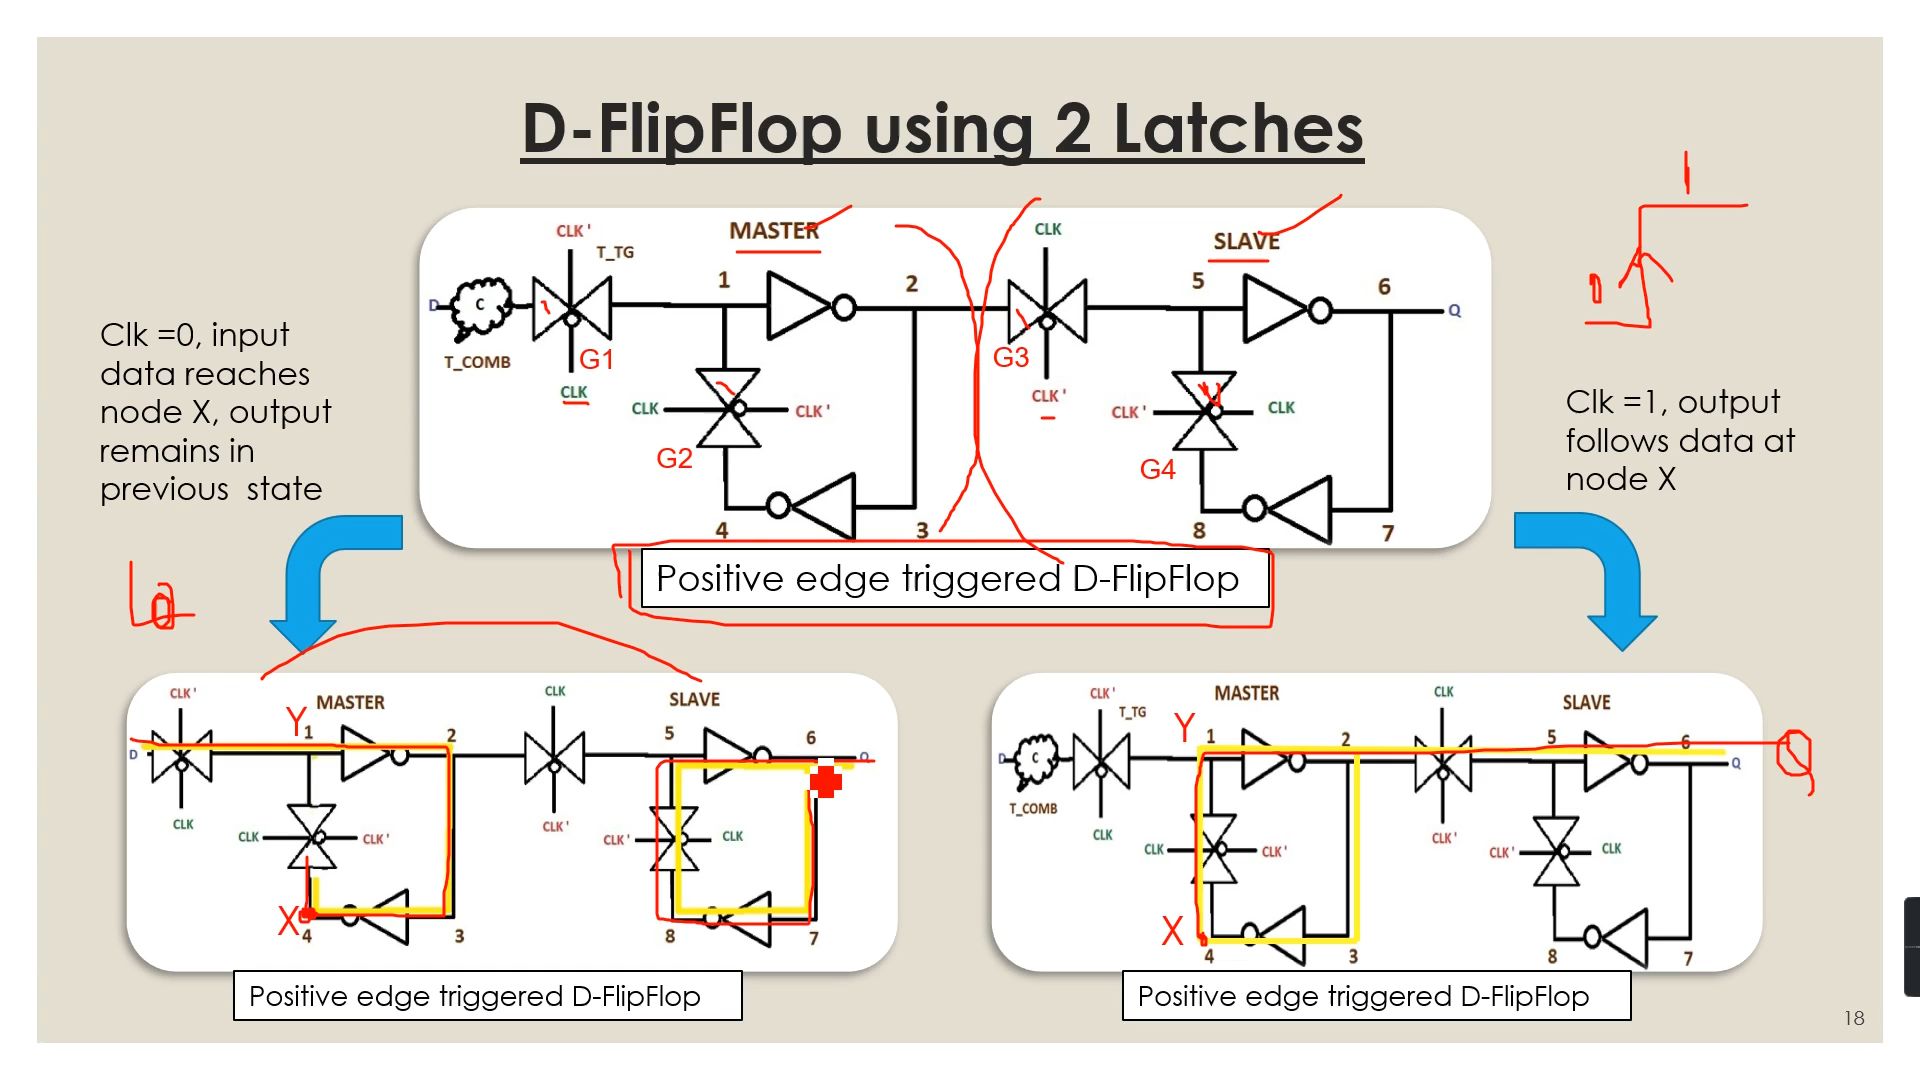 D-FlipFlop using 2 Latches
1
0
CLK'
T_TG
MASTER
CLK
SLAVE
D
C
1
2
5
6
Q
T_COMB
G1
CLK
G3
CLK'
CLK
CLK'
CLK'
CLK
G2
G4
4
3
8
7
Positive edge triggered D-FlipFlop
Clk =0, input
data reaches
node X, output
remains in
previous state
Clk =1, output
follows data at
node X
CLK'
MASTER
CLK
SLAVE
Y
1
2
5
6
D
Q
CLK
CLK
CLK'
CLK'
CLK'
CLK
X
4
3
8
7
Positive edge triggered D-FlipFlop
CLK'
T_TG
MASTER
CLK
SLAVE
Y
1
2
5
6
D
C
Q
T_COMB
CLK
CLK
CLK'
CLK'
CLK'
CLK
X
4
3
8
7
Positive edge triggered D-FlipFlop
18